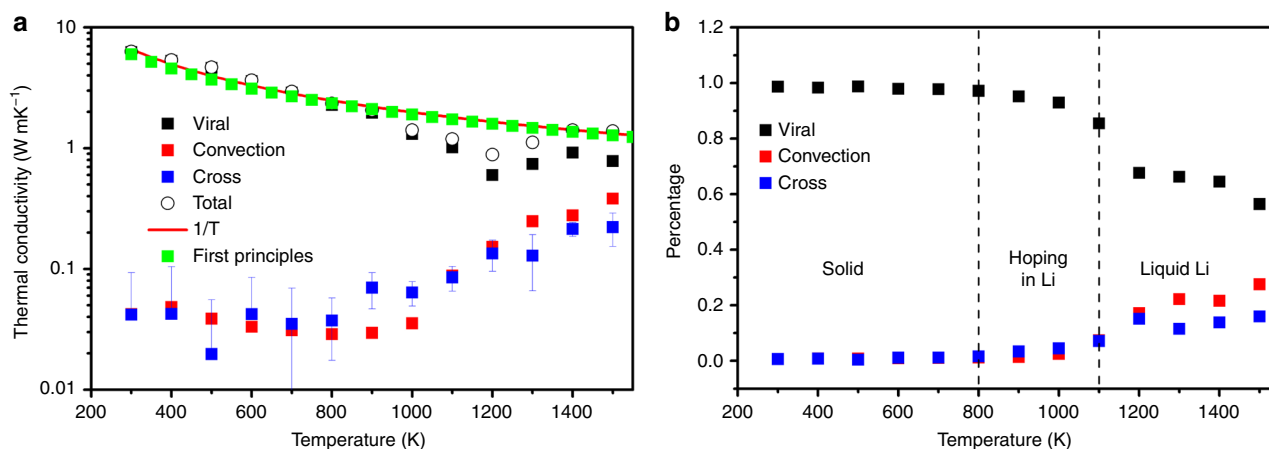 a
Thermal conductivity (W mK⁻¹)
10
1
0.1
0.01
Viral
Convection
Cross
Total
1/T
First principles
200 400 600 800 1000 1200 1400
Temperature (K)
b
Percentage
1.2
1.0
0.8
0.6
0.4
0.2
0.0
Viral
Convection
Cross
Solid
Hoping
in Li
Liquid Li
200 400 600 800 1000 1200 1400
Temperature (K)